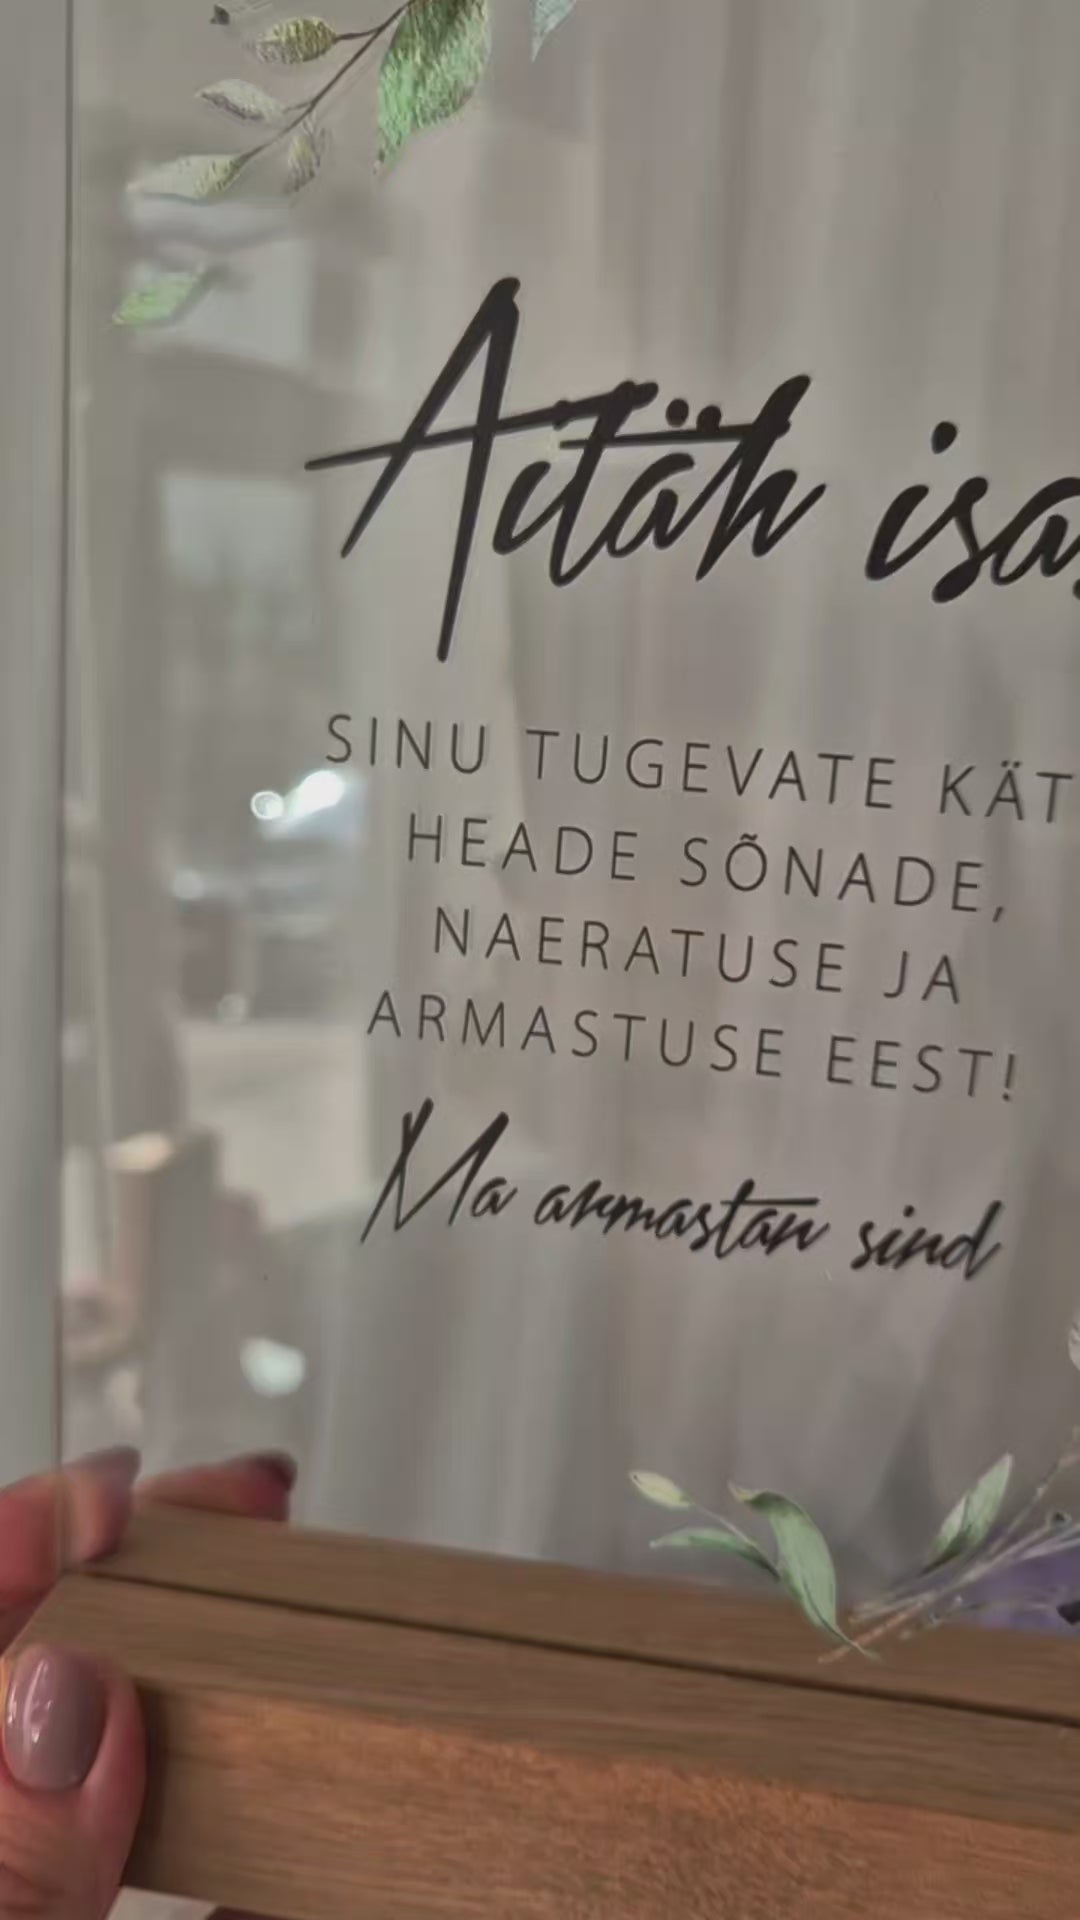 Aitäh isa
SINU TUGEVATE KÄT
HEADE SÕNADE,
NAERATUSE JA
ARMASTUSE EEST!
Ma armastan sind